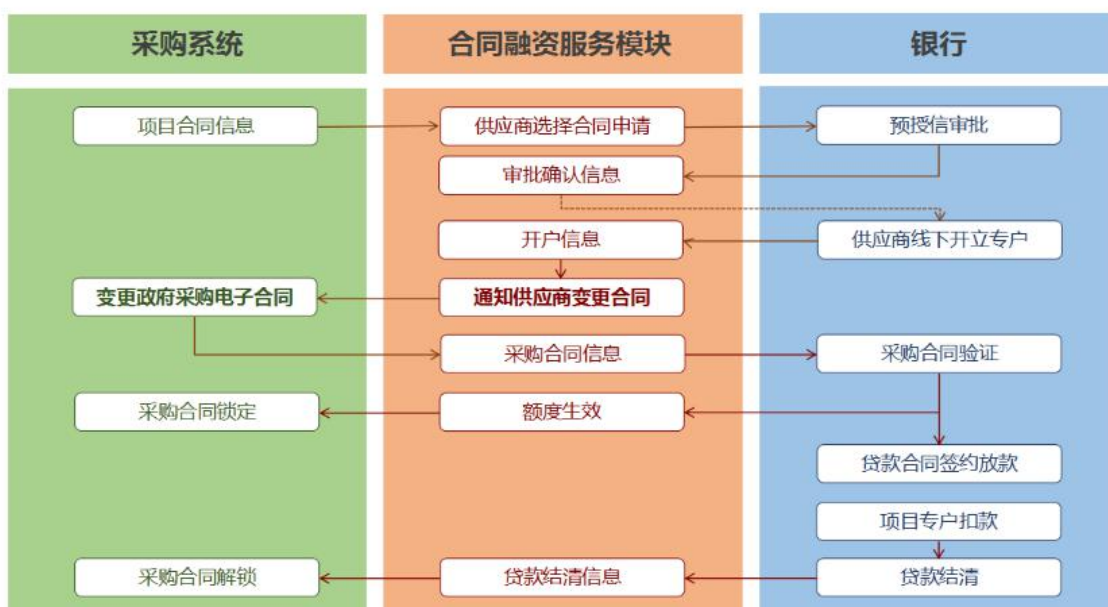 采购系统
合同融资服务模块
银行
项目合同信息
供应商选择合同申请
预授信审批
审批确认信息
开户信息
供应商线下开立专户
变更政府采购电子合同
通知供应商变更合同
采购合同信息
采购合同验证
采购合同锁定
额度生效
贷款合同签约放款
项目专户扣款
采购合同解锁
贷款结清信息
贷款结清